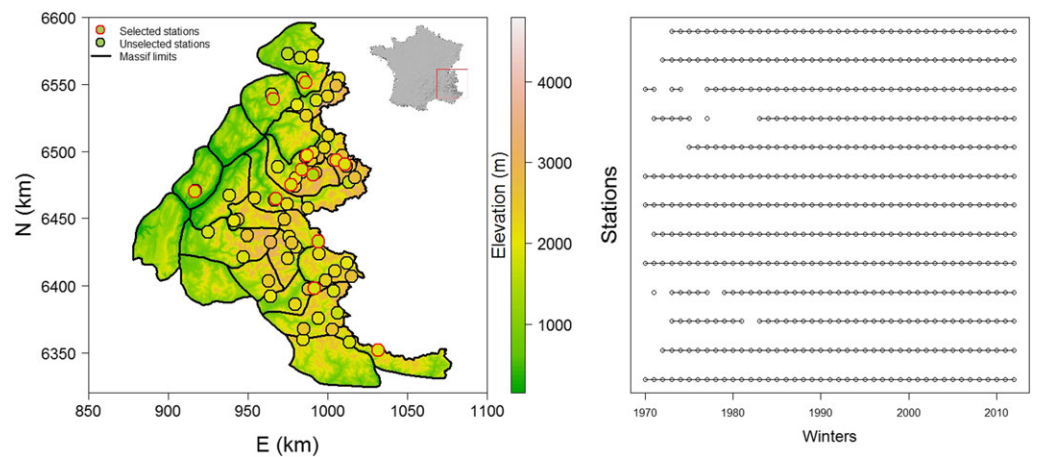 6600
6550
6500
6450
6400
6350
N (km)
Selected stations
Unselected stations
Massif limits
850
900
950
1000
1050
1100
E (km)
4000
3000
2000
1000
Elevation (m)
Stations
1970
1980
1990
2000
2010
Winters